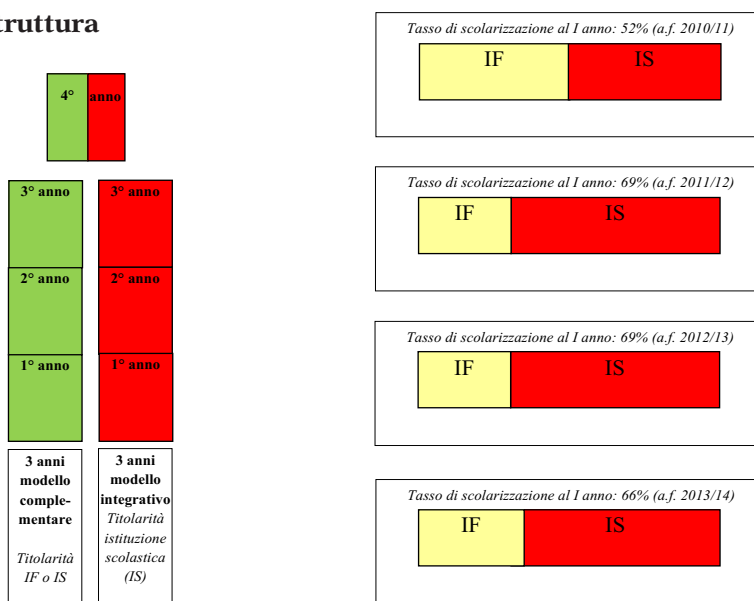 truttura
4° anno
3° anno
2° anno
1° anno
3 anni
modello
comple-
mentare
Titolarità
IF o IS
3° anno
2° anno
1° anno
3 anni
modello
integrativo
Titolarità
istituzione
scolastica
(IS)
Tasso di scolarizzazione al I anno: 52% (a.f. 2010/11)
IF IS
Tasso di scolarizzazione al I anno: 69% (a.f. 2011/12)
IF IS
Tasso di scolarizzazione al I anno: 69% (a.f. 2012/13)
IF IS
Tasso di scolarizzazione al I anno: 66% (a.f. 2013/14)
IF IS